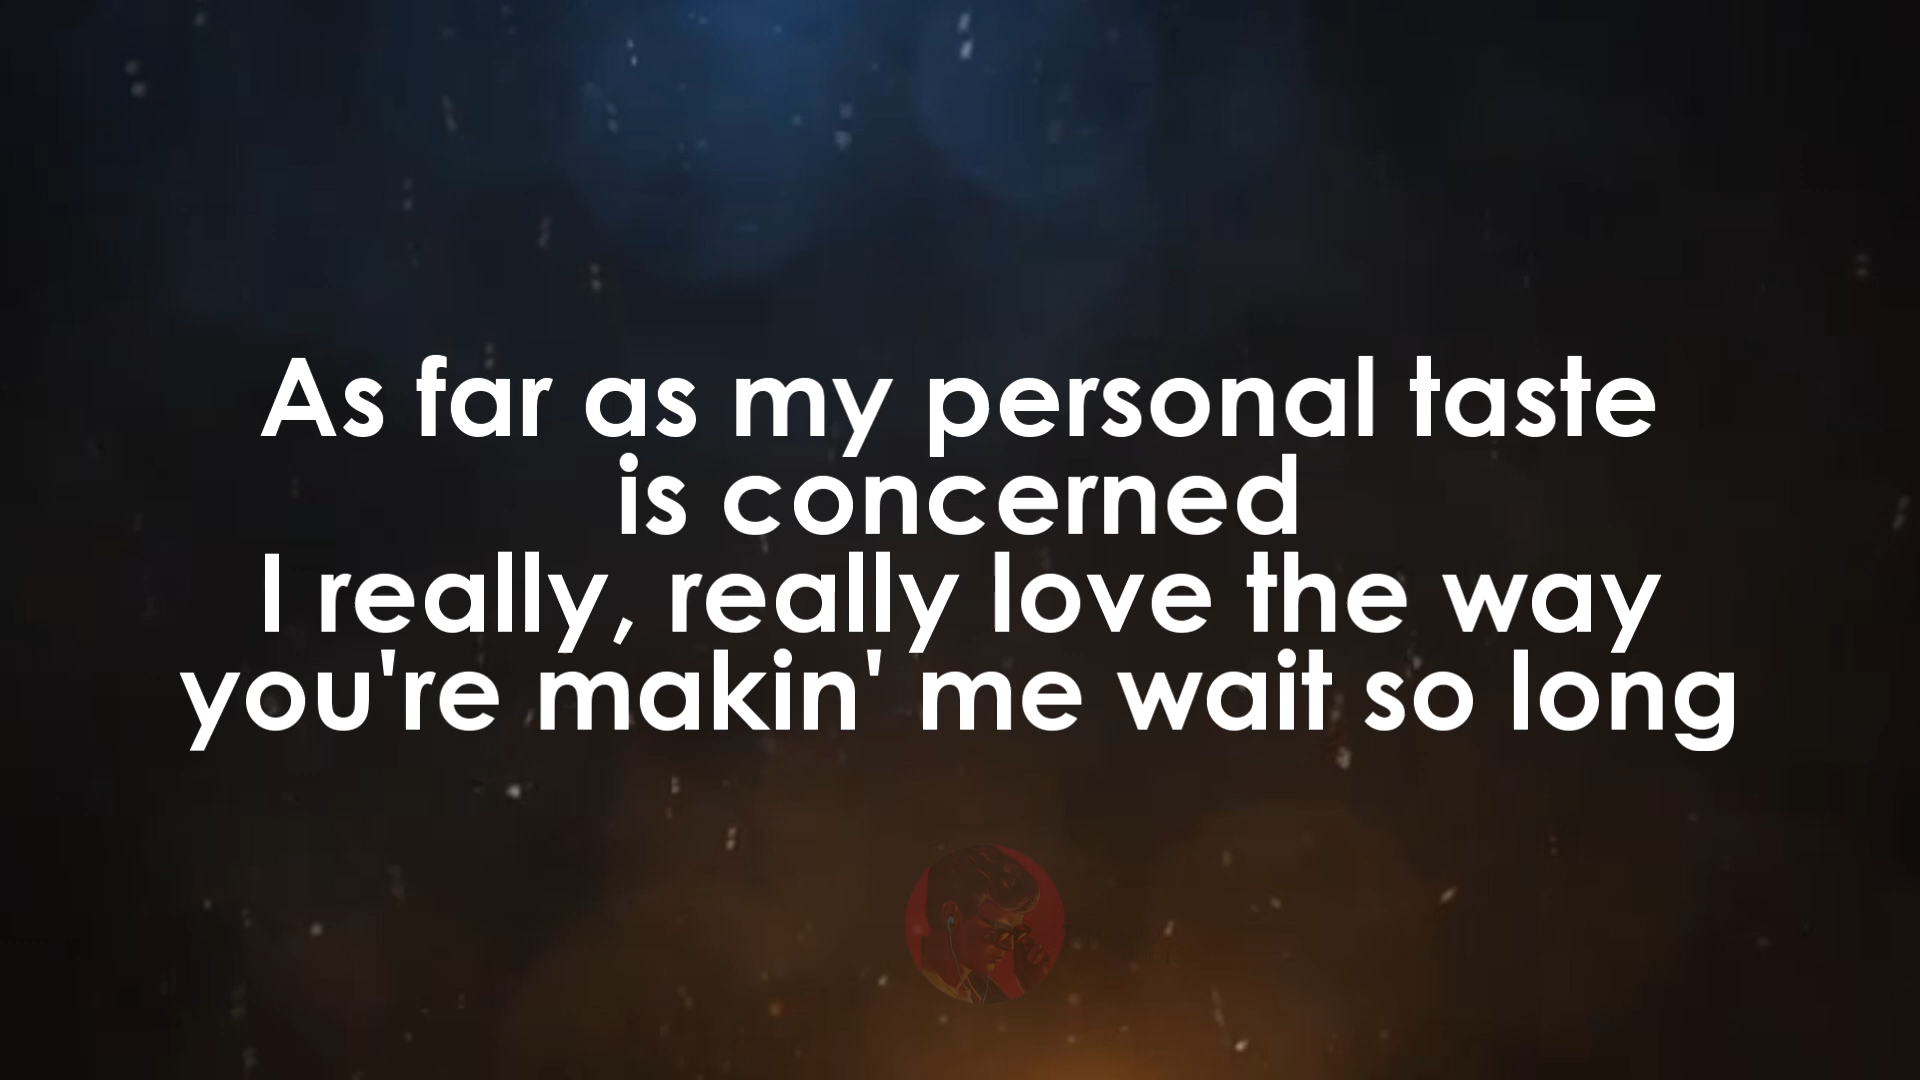 As far as my personal taste
is concerned
I really, really love the way
you're makin' me wait so long